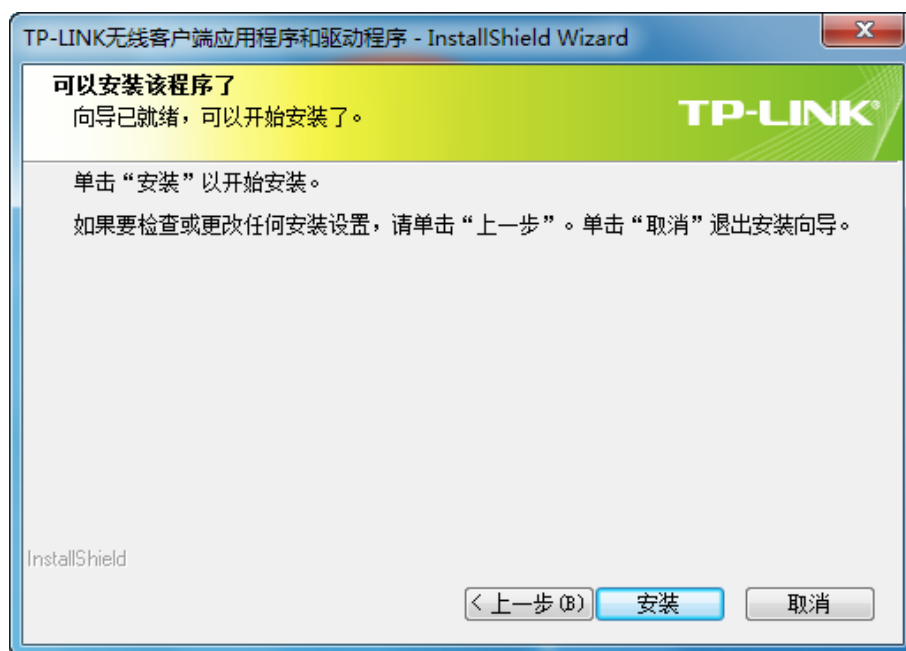 TP-LINK无线客户端应用程序和驱动程序 - InstallShield Wizard
可以安装该程序了
向导已就绪，可以开始安装了。
TP-LINK®
单击“安装”以开始安装。
如果要检查或更改任何安装设置，请单击“上一步”。单击“取消”退出安装向导。
InstallShield
< 上一步(B)
安装
取消